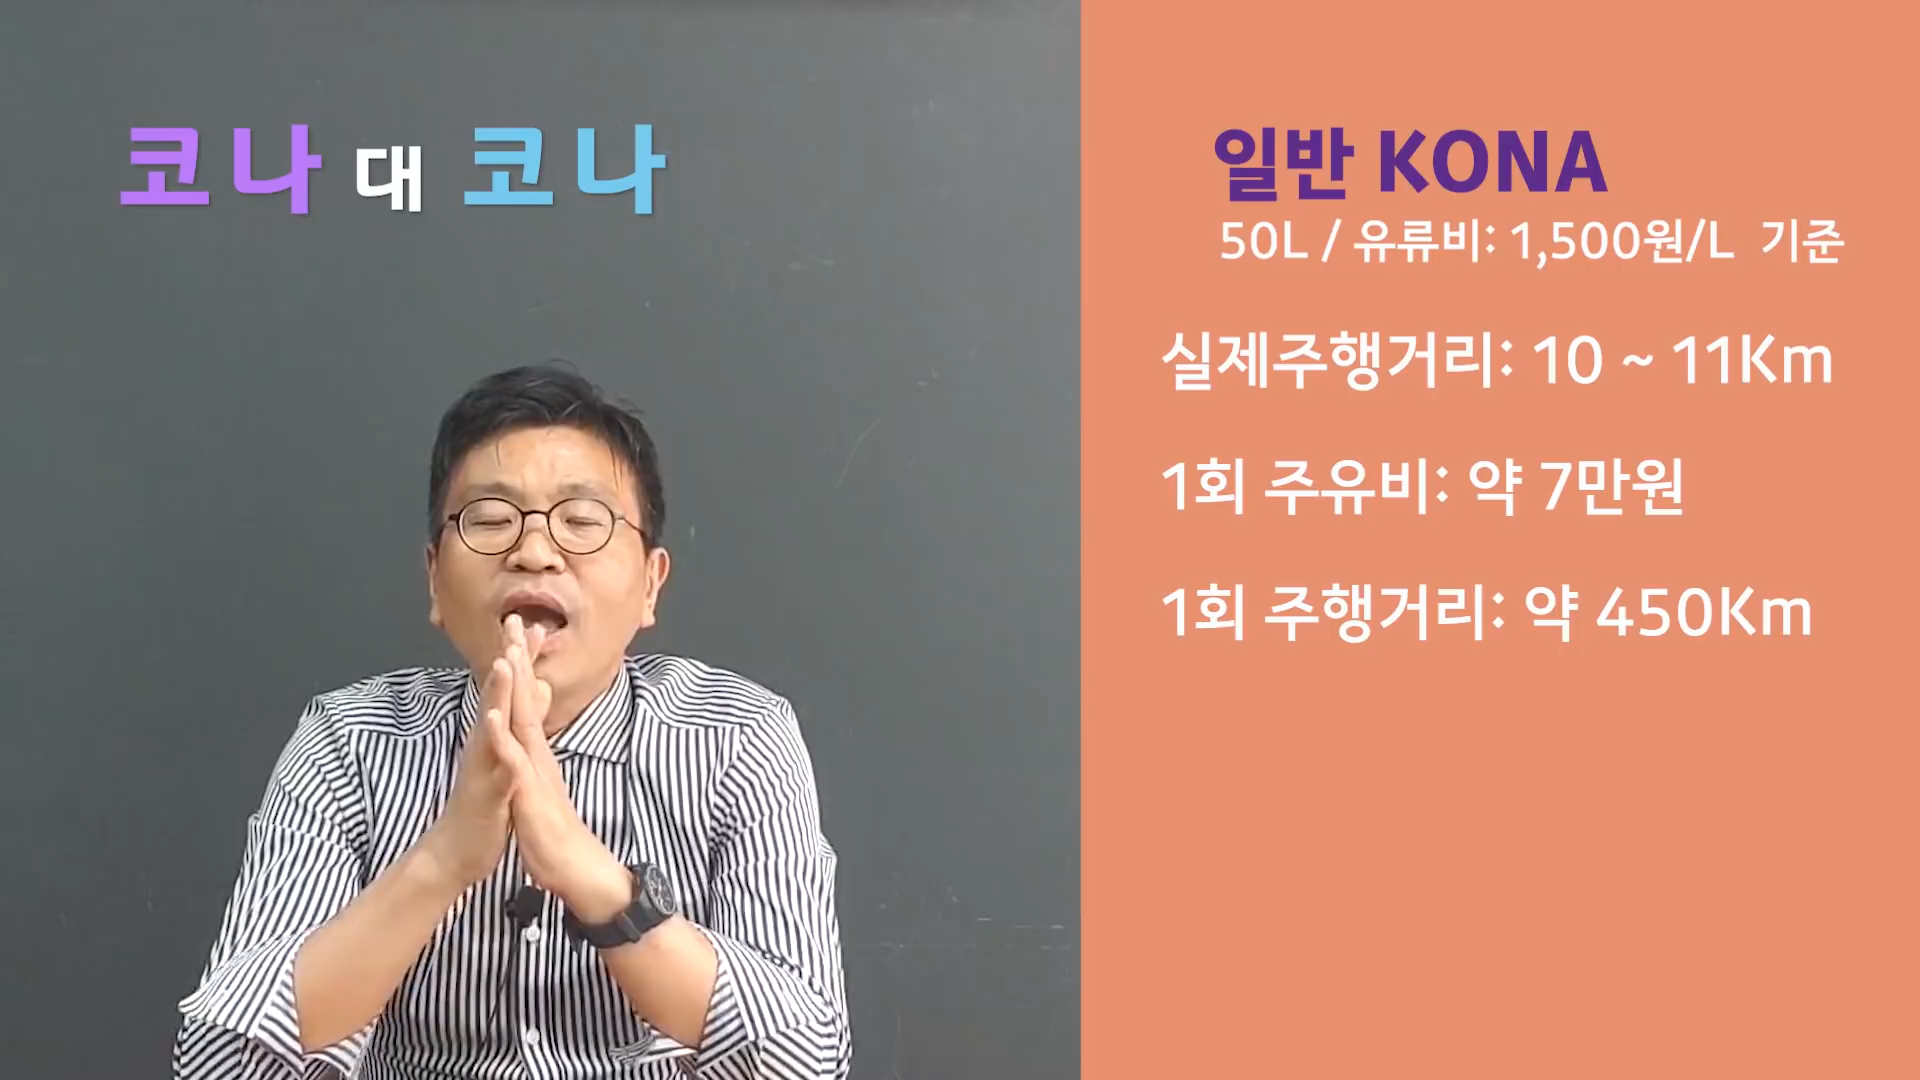 코나 대 코나
일반 KONA
50L / 유류비: 1,500원/L 기준
실제주행거리: 10 ~ 11Km
1회 주유비: 약 7만원
1회 주행거리: 약 450Km